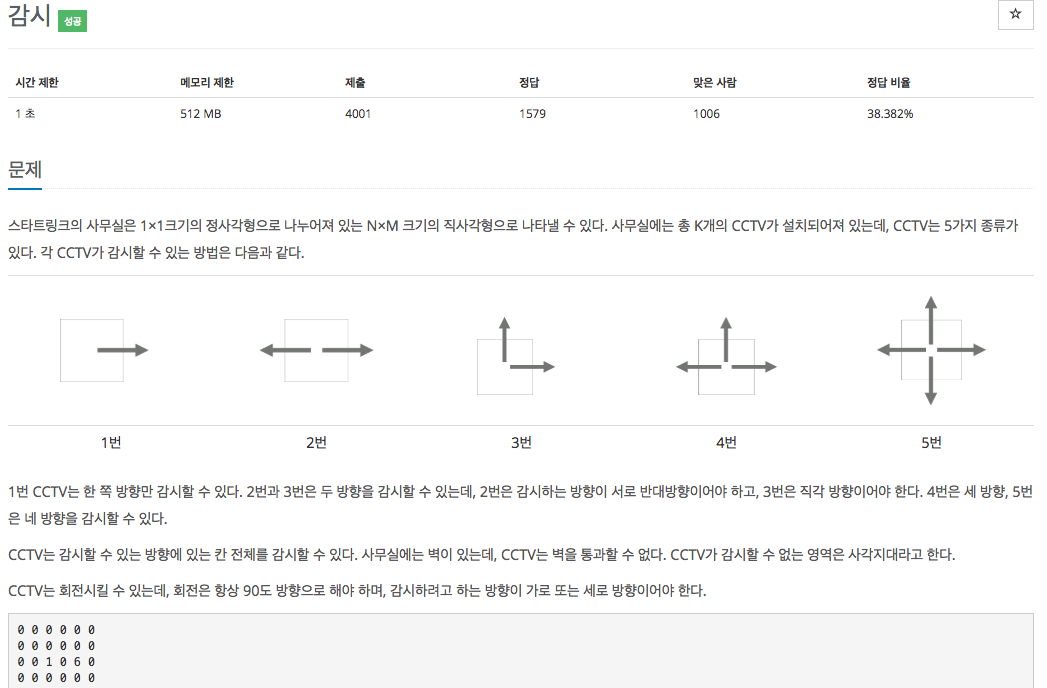 감시 성공
☆
시간 제한 메모리 제한 제출 정답 맞은 사람 정답 비율
1 초 512 MB 4001 1579 1006 38.382%
문제
스타트링크의 사무실은 1×1크기의 정사각형으로 나누어져 있는 N×M 크기의 직사각형으로 나타낼 수 있다. 사무실에는 총 K개의 CCTV가 설치되어져 있는데, CCTV는 5가지 종류가
있다. 각 CCTV가 감시할 수 있는 방법은 다음과 같다.
1번 2번 3번 4번 5번
1번 CCTV는 한 쪽 방향만 감시할 수 있다. 2번과 3번은 두 방향을 감시할 수 있는데, 2번은 감시하는 방향이 서로 반대방향이어야 하고, 3번은 직각 방향이어야 한다. 4번은 세 방향, 5번
은 네 방향을 감시할 수 있다.
CCTV는 감시할 수 있는 방향에 있는 칸 전체를 감시할 수 있다. 사무실에는 벽이 있는데, CCTV는 벽을 통과할 수 없다. CCTV가 감시할 수 없는 영역은 사각지대라고 한다.
CCTV는 회전시킬 수 있는데, 회전은 항상 90도 방향으로 해야 하며, 감시하려고 하는 방향이 가로 또는 세로 방향이어야 한다.
0 0 0 0 0 0
0 0 0 0 0 0
0 0 1 0 6 0
0 0 0 0 0 0